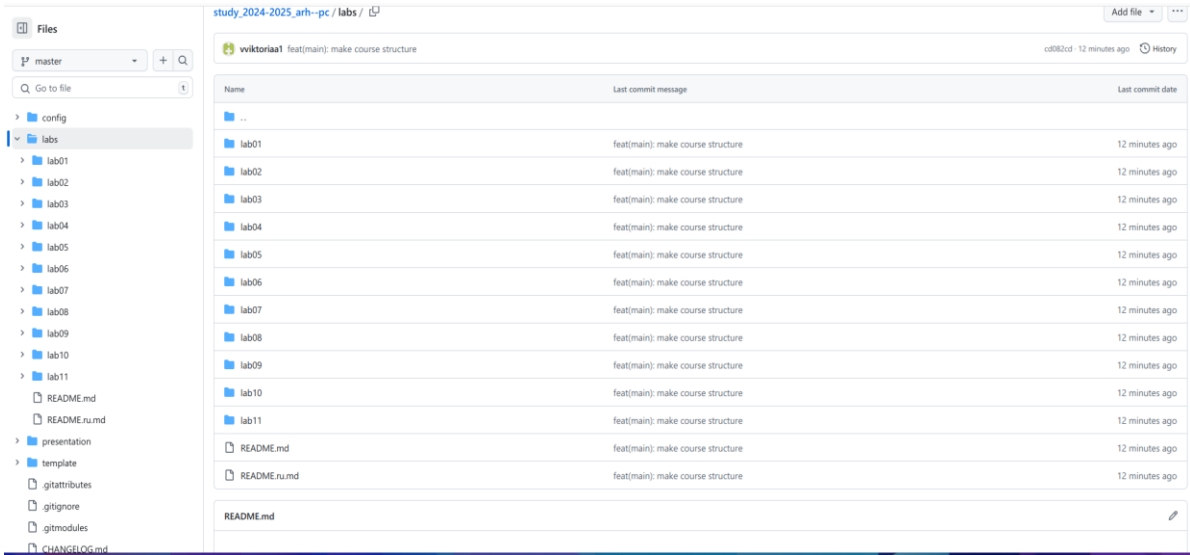 Files
master
Go to file
t
config
labs
lab01
lab02
lab03
lab04
lab05
lab06
lab07
lab08
lab09
lab10
lab11
README.md
README.ru.md
presentation
template
.gitattributes
.gitignore
.gitmodules
CHANGELOG.md
study_2024-2025_arh--pc / labs /
Add file
vviktoriaa1 feat(main): make course structure
cd082cd · 12 minutes ago History
Name Last commit message Last commit date
..
lab01 feat(main): make course structure 12 minutes ago
lab02 feat(main): make course structure 12 minutes ago
lab03 feat(main): make course structure 12 minutes ago
lab04 feat(main): make course structure 12 minutes ago
lab05 feat(main): make course structure 12 minutes ago
lab06 feat(main): make course structure 12 minutes ago
lab07 feat(main): make course structure 12 minutes ago
lab08 feat(main): make course structure 12 minutes ago
lab09 feat(main): make course structure 12 minutes ago
lab10 feat(main): make course structure 12 minutes ago
lab11 feat(main): make course structure 12 minutes ago
README.md feat(main): make course structure 12 minutes ago
README.ru.md feat(main): make course structure 12 minutes ago
README.md